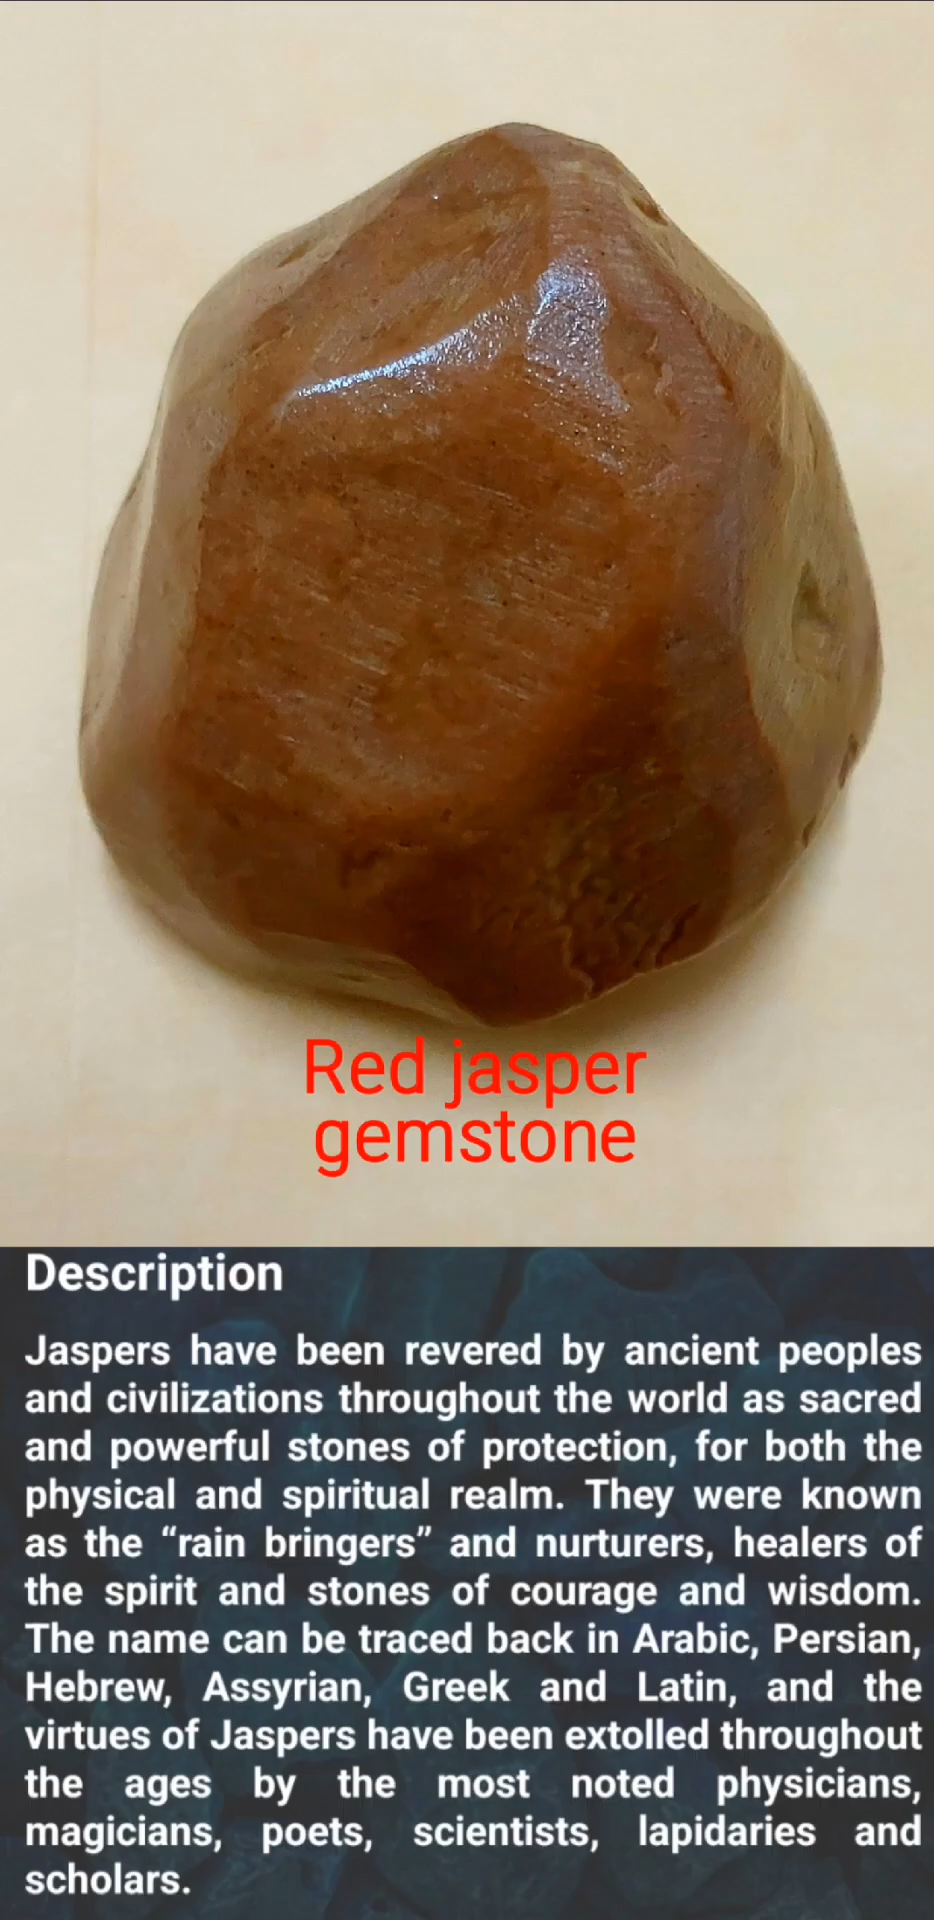 Red jasper
gemstone
Description
Jaspers have been revered by ancient peoples
and civilizations throughout the world as sacred
and powerful stones of protection, for both the
physical and spiritual realm. They were known
as the “rain bringers” and nurturers, healers of
the spirit and stones of courage and wisdom.
The name can be traced back in Arabic, Persian,
Hebrew, Assyrian, Greek and Latin, and the
virtues of Jaspers have been extolled throughout
the ages by the most noted physicians,
magicians, poets, scientists, lapidaries and
scholars.